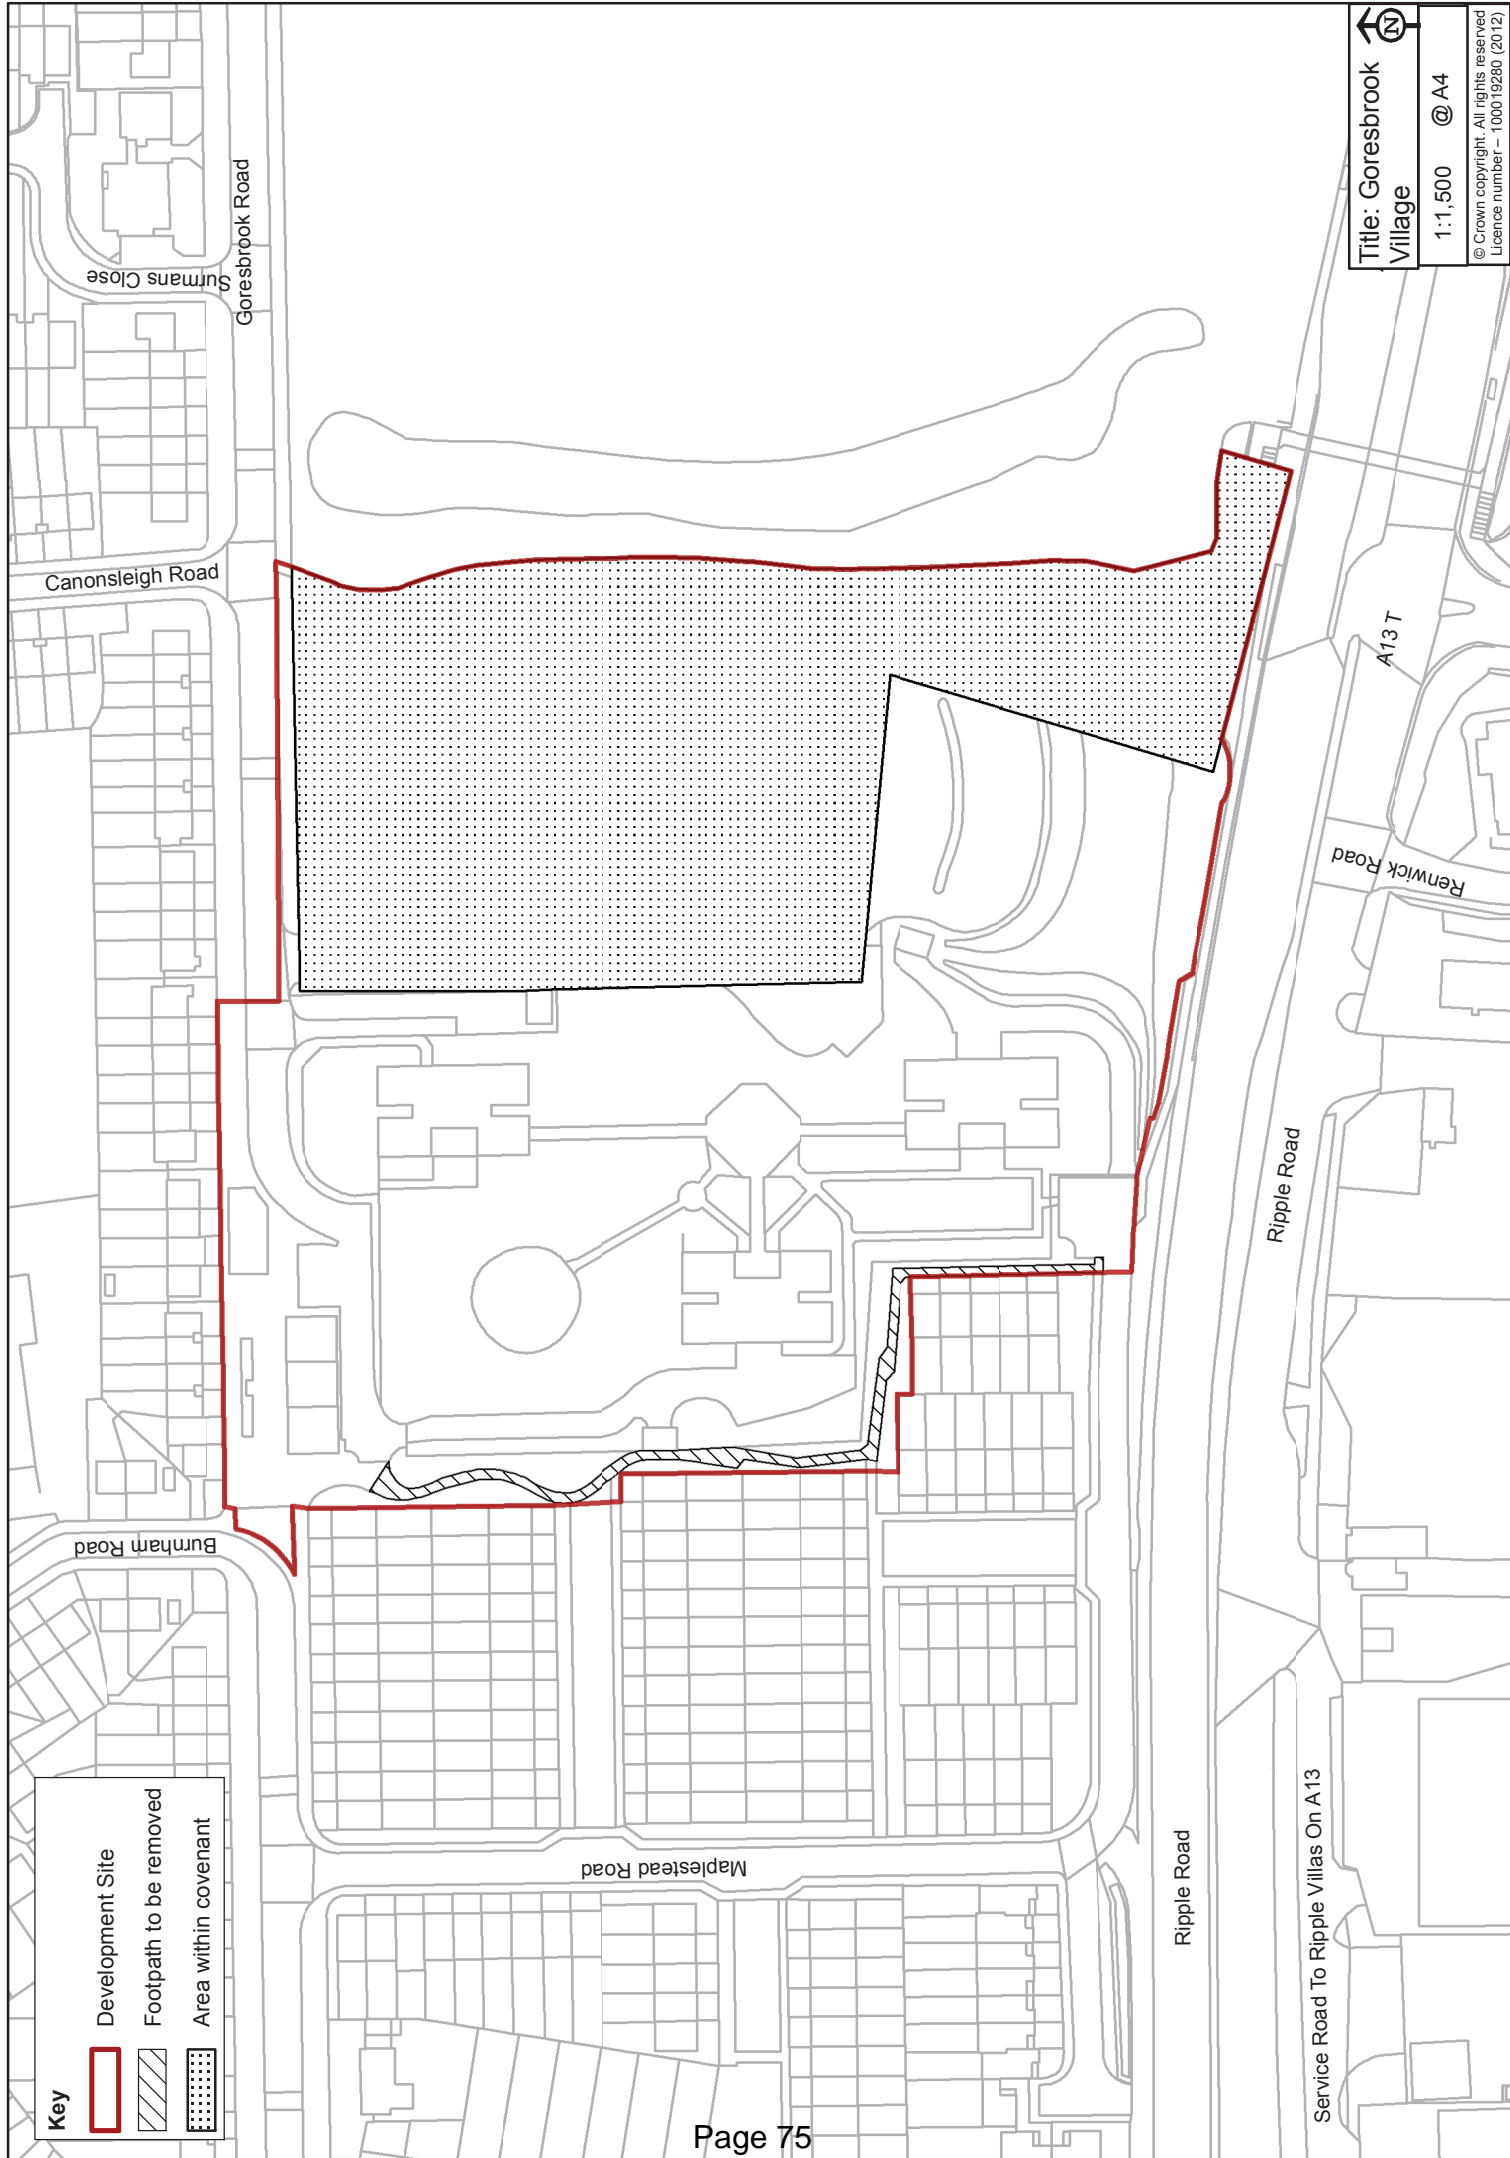 Key
Development Site
Footpath to be removed
Area within covenant
Burnham Road
Canonsleigh Road
Surmans Close
Goresbrook Road
Maplestead Road
Ripple Road
Ripple Road
Renwick Road
A13 T
Service Road To Ripple Villas On A13
Title: Goresbrook
Village
N
1:1,500 @ A4
© Crown copyright. All rights reserved
Licence number – 100019280 (2012)
Page 75